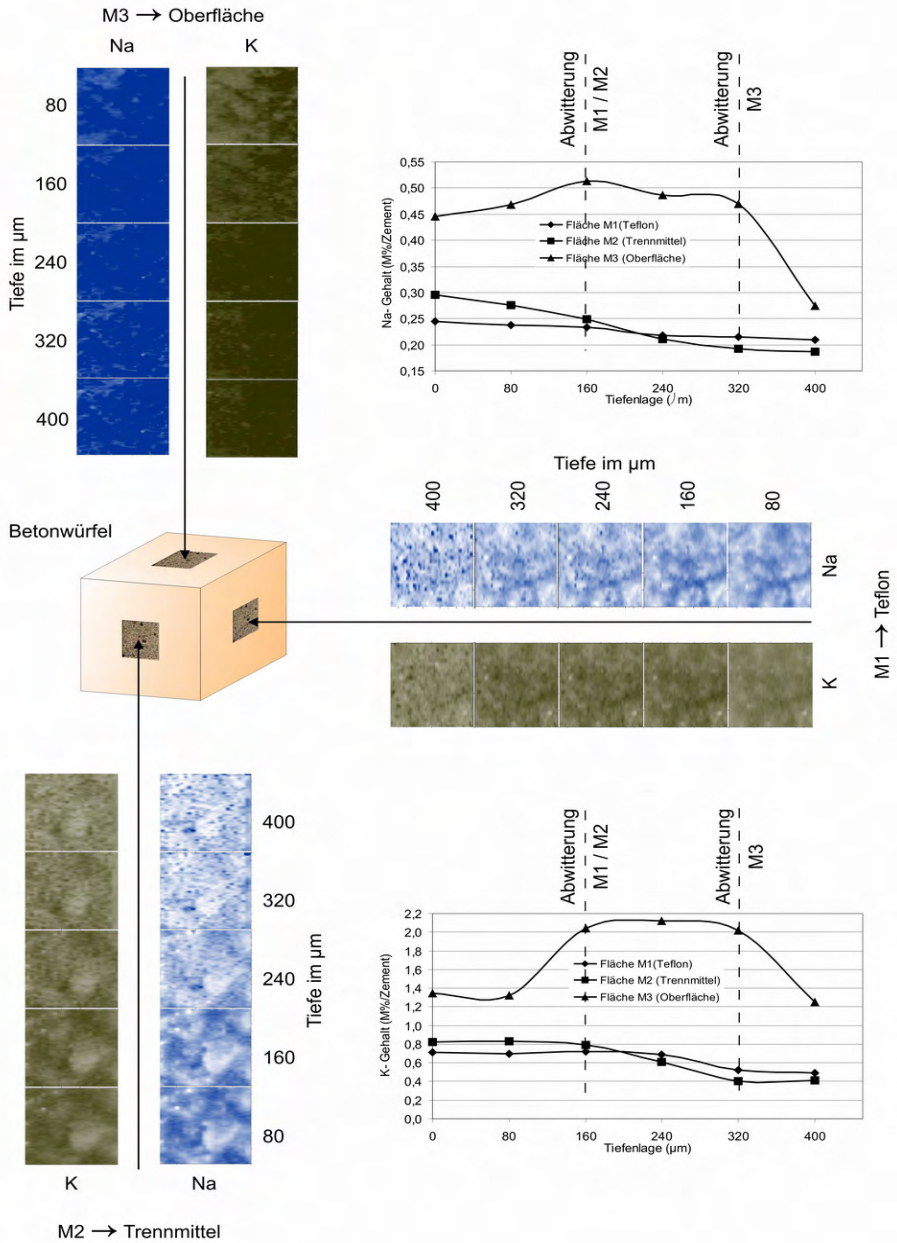 M3 → Oberfläche
Na
K
Tiefe im µm
80
160
240
320
400
Abwitterung
M1 / M2
Abwitterung
M3
Na- Gehalt (M%/Zement)
0,55
0,50
0,45
0,40
0,35
0,30
0,25
0,20
0,15
Fläche M1(Teflon)
Fläche M2 (Trennmittel)
Fläche M3 (Oberfläche)
0
80
160
240
320
400
Tiefenlage (/ m)
Betonwürfel
Tiefe im µm
400
320
240
160
80
Na
K
M1 → Teflon
400
320
240
160
80
Tiefe im µm
K
Na
M2 → Trennmittel
Abwitterung
M1 / M2
Abwitterung
M3
K- Gehalt (M%/Zement)
2,2
2,0
1,8
1,6
1,4
1,2
1,0
0,8
0,6
0,4
0,2
0,0
Fläche M1(Teflon)
Fläche M2 (Trennmittel)
Fläche M3 (Oberfläche)
0
80
160
240
320
400
Tiefenlage (µm)